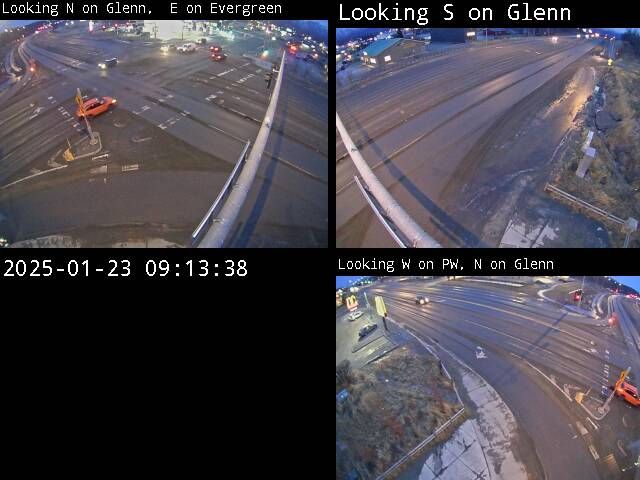 Looking N on Glenn,  E on Evergreen
Looking S on Glenn
2025-01-23 09:13:38
Looking W on PW, N on Glenn